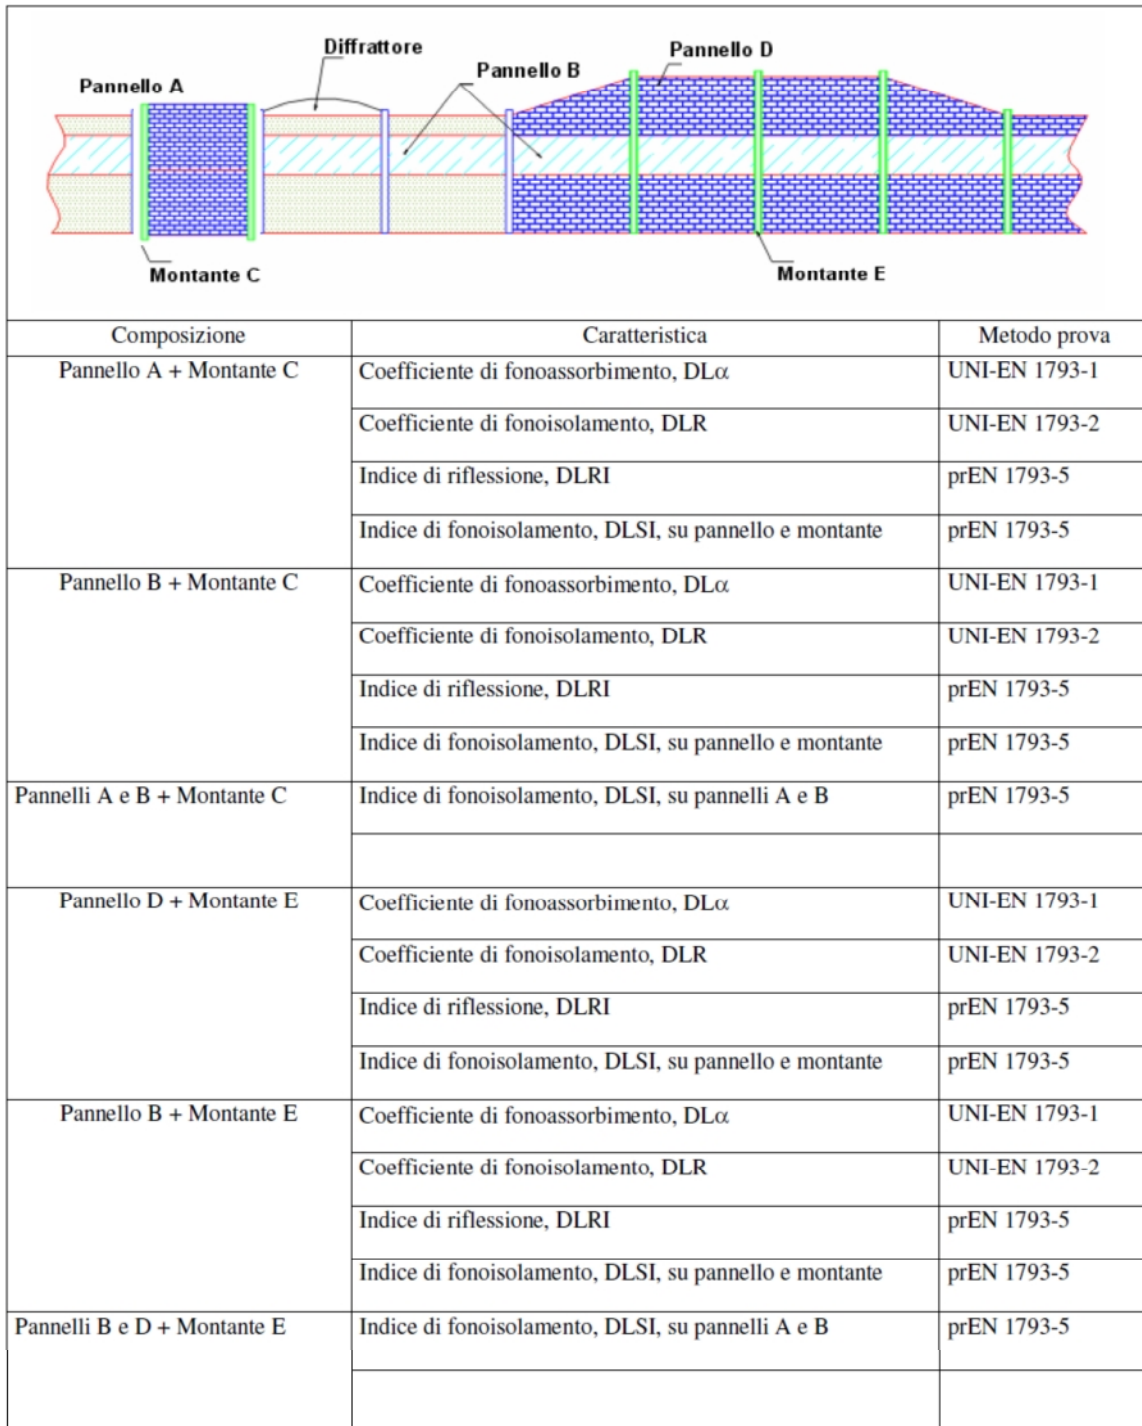 Diffrattore
Pannello D
Pannello B
Pannello A
Montante C
Montante E
Composizione Caratteristica Metodo prova
Pannello A + Montante C Coefficiente di fonoassorbimento, DLα UNI-EN 1793-1
Coefficiente di fonoisolamento, DLR UNI-EN 1793-2
Indice di riflessione, DLRI prEN 1793-5
Indice di fonoisolamento, DLSI, su pannello e montante prEN 1793-5
Pannello B + Montante C Coefficiente di fonoassorbimento, DLα UNI-EN 1793-1
Coefficiente di fonoisolamento, DLR UNI-EN 1793-2
Indice di riflessione, DLRI prEN 1793-5
Indice di fonoisolamento, DLSI, su pannello e montante prEN 1793-5
Pannelli A e B + Montante C Indice di fonoisolamento, DLSI, su pannelli A e B prEN 1793-5
Pannello D + Montante E Coefficiente di fonoassorbimento, DLα UNI-EN 1793-1
Coefficiente di fonoisolamento, DLR UNI-EN 1793-2
Indice di riflessione, DLRI prEN 1793-5
Indice di fonoisolamento, DLSI, su pannello e montante prEN 1793-5
Pannello B + Montante E Coefficiente di fonoassorbimento, DLα UNI-EN 1793-1
Coefficiente di fonoisolamento, DLR UNI-EN 1793-2
Indice di riflessione, DLRI prEN 1793-5
Indice di fonoisolamento, DLSI, su pannello e montante prEN 1793-5
Pannelli B e D + Montante E Indice di fonoisolamento, DLSI, su pannelli A e B prEN 1793-5